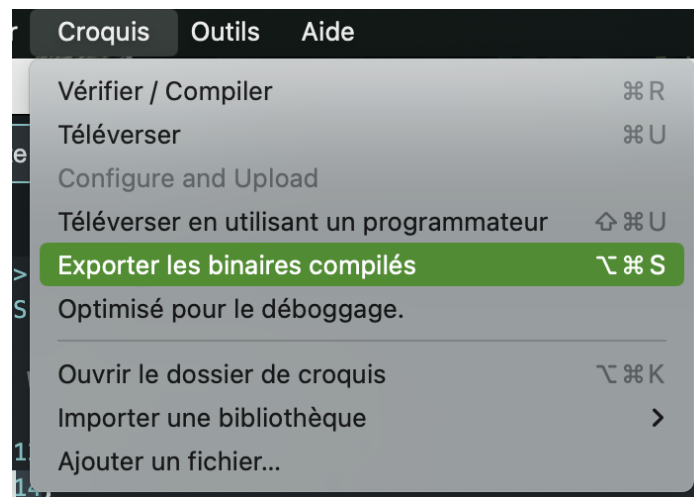 Croquis Outils Aide
Vérifier / Compiler ⌘R
Téléverser ⌘U
Configure and Upload
Téléverser en utilisant un programmateur ⇧⌘U
Exporter les binaires compilés ⌥⌘S
Optimisé pour le déboggage.
Ouvrir le dossier de croquis ⌥⌘K
Importer une bibliothèque >
Ajouter un fichier...